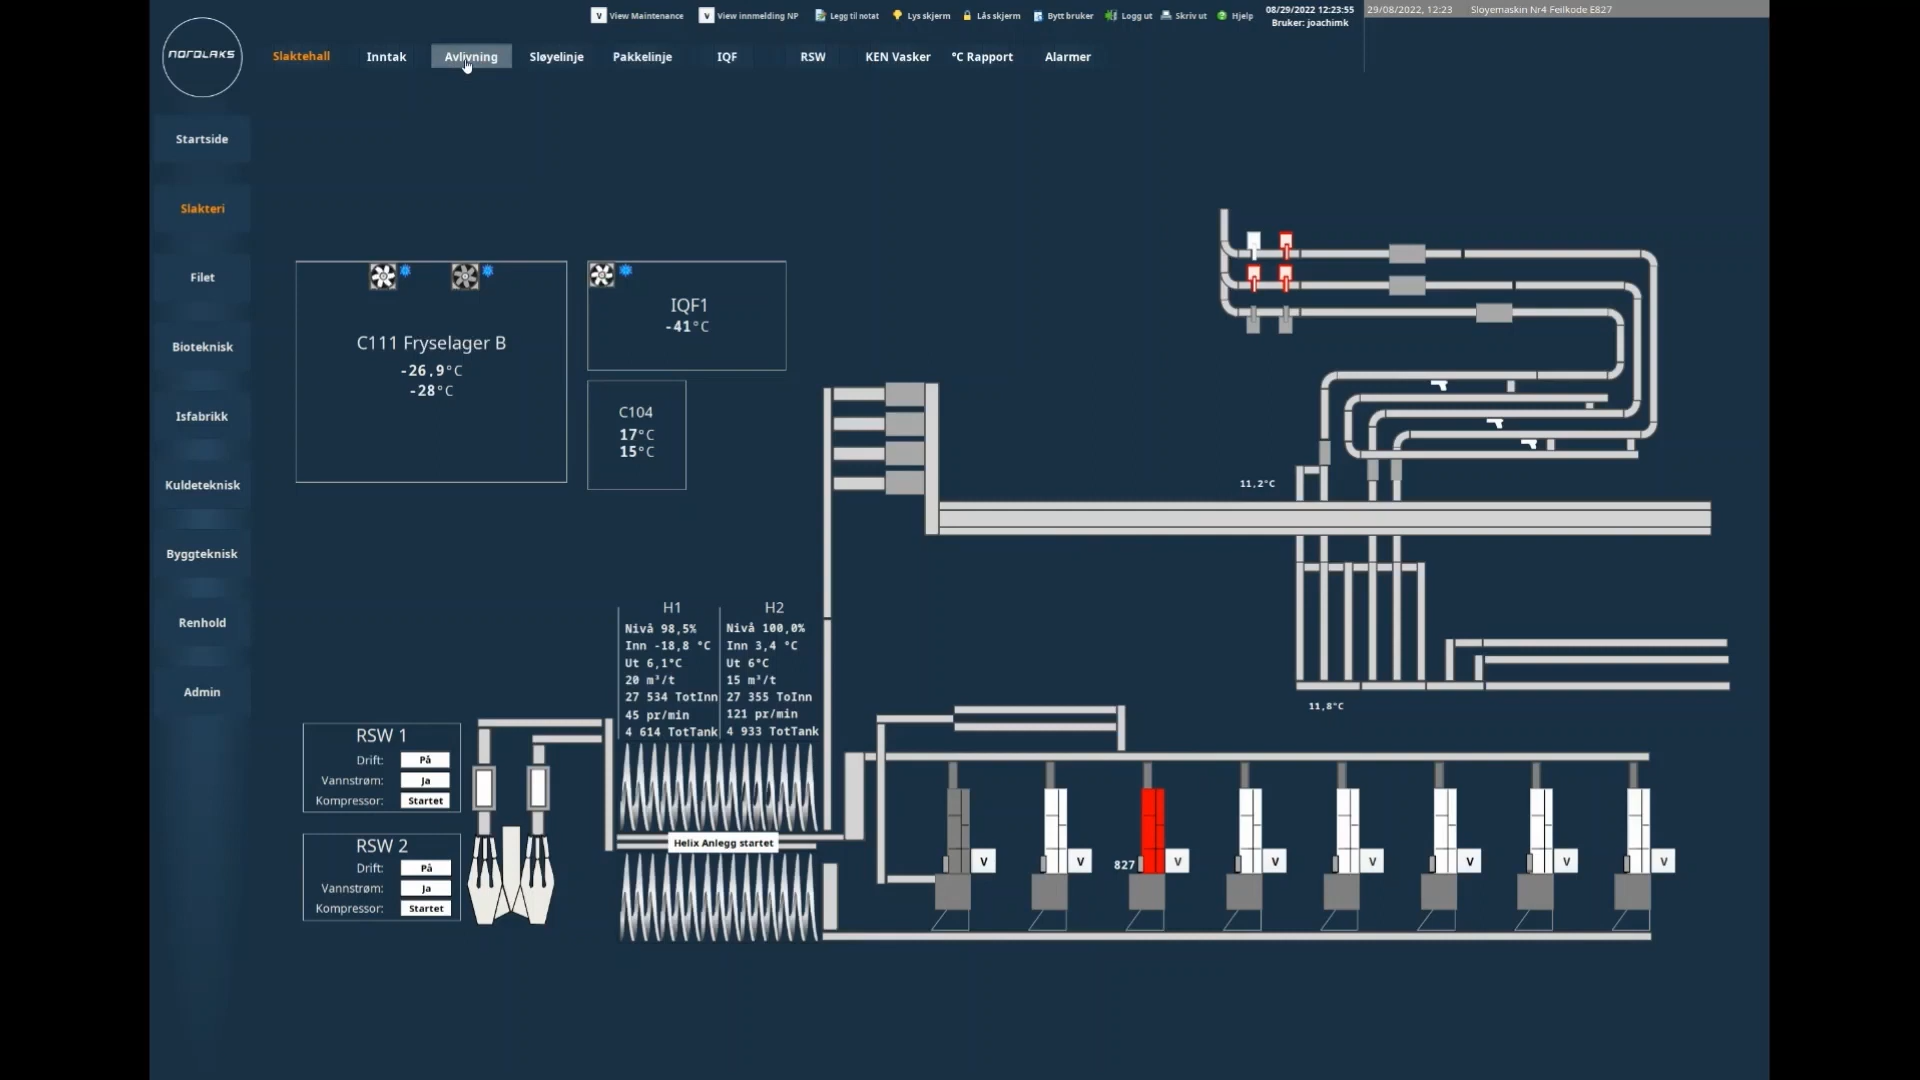 View Maintenance
View innmelding NP
Legg til notat
Lys skjerm
Lås skjerm
Bytt bruker
Logg ut
Skriv ut
Hjelp
08/29/2022 12:23:55
Bruker: joachimk
29/08/2022, 12:23 Sloyemaskin Nr4 Feilkode E827
NORDLAKS
Slaktehall
Inntak
Avlivning
Sløyelinje
Pakkelinje
IQF
RSW
KEN Vasker
°C Rapport
Alarmer
Startside
Slakteri
Filet
Bioteknisk
Isfabrikk
Kuldeteknisk
Byggteknisk
Renhold
Admin
C111 Fryselager B
-26,9°C
-28°C
IQF1
-41°C
C104
17°C
15°C
11,2°C
11,8°C
H1
Nivå 98,5%
Inn -18,8 °C
Ut 6,1°C
20 m³/t
27 534 TotInn
45 pr/min
4 614 TotTank
H2
Nivå 100,0%
Inn 3,4 °C
Ut 6°C
15 m³/t
27 355 ToInn
121 pr/min
4 933 TotTank
Helix Anlegg startet
RSW 1
Drift: På
Vannstrøm: Ja
Kompressor: Startet
RSW 2
Drift: På
Vannstrøm: Ja
Kompressor: Startet
V
V
827
V
V
V
V
V
V